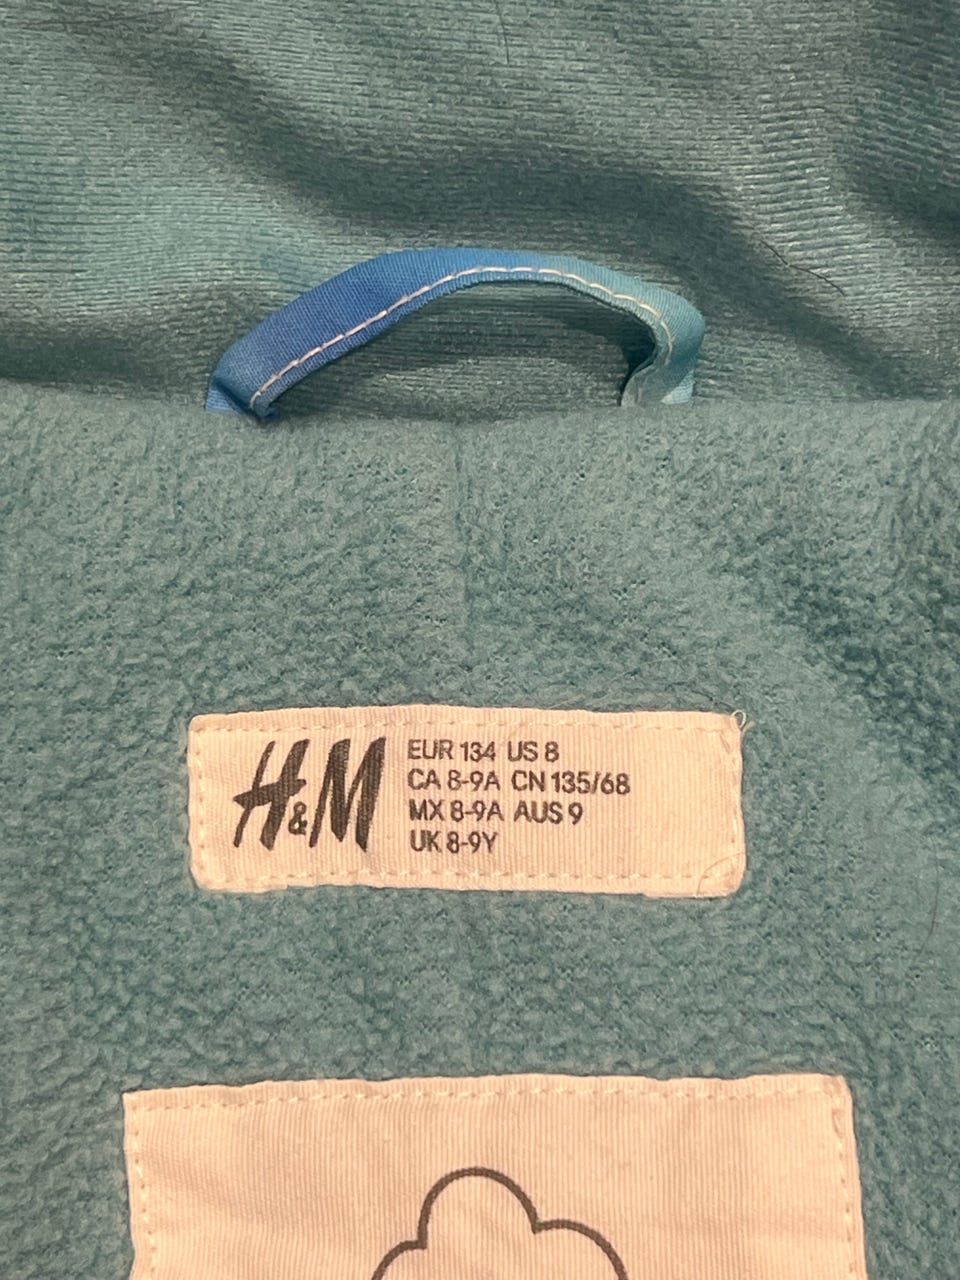 H&M
EUR 134 US 8
CA 8-9A CN 135/68
MX 8-9A AUS 9
UK 8-9Y